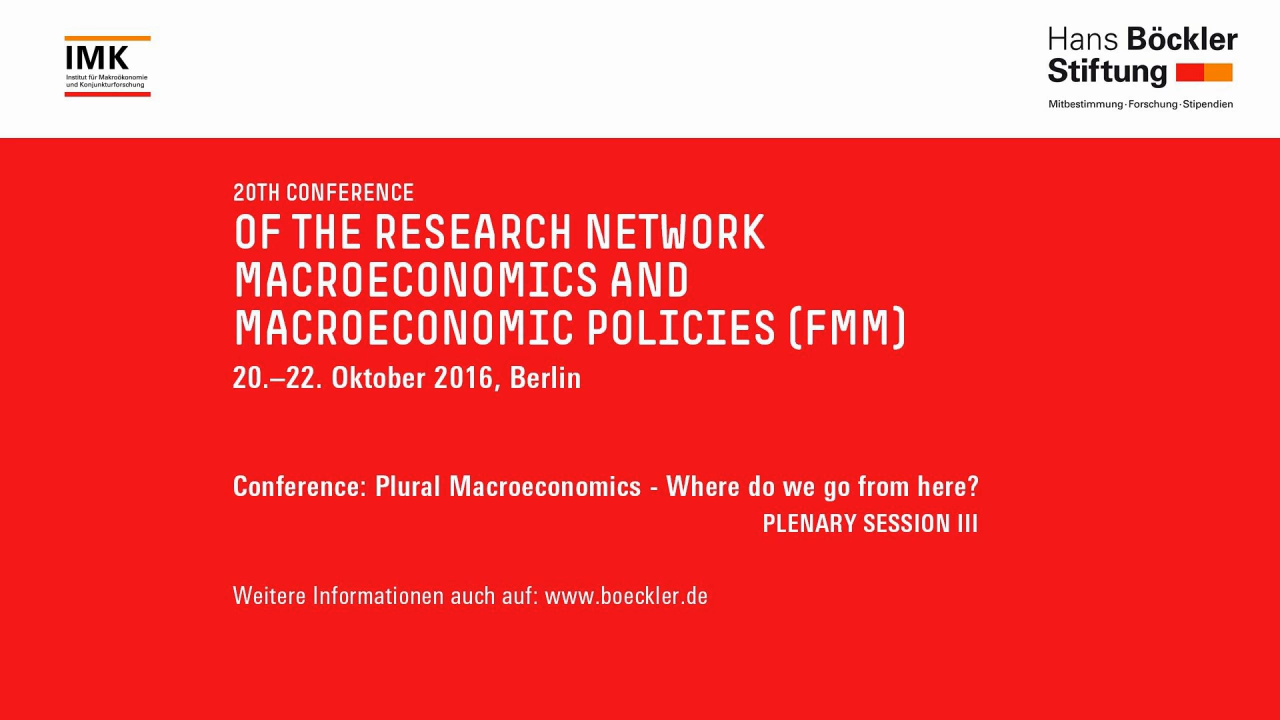 IMK
Institut für Makroökonomie
und Konjunkturforschung
Hans Böckler
Stiftung
Mitbestimmung · Forschung · Stipendien
20TH CONFERENCE
OF THE RESEARCH NETWORK
MACROECONOMICS AND
MACROECONOMIC POLICIES (FMM)
20.–22. Oktober 2016, Berlin
Conference: Plural Macroeconomics - Where do we go from here?
PLENARY SESSION III
Weitere Informationen auch auf: www.boeckler.de